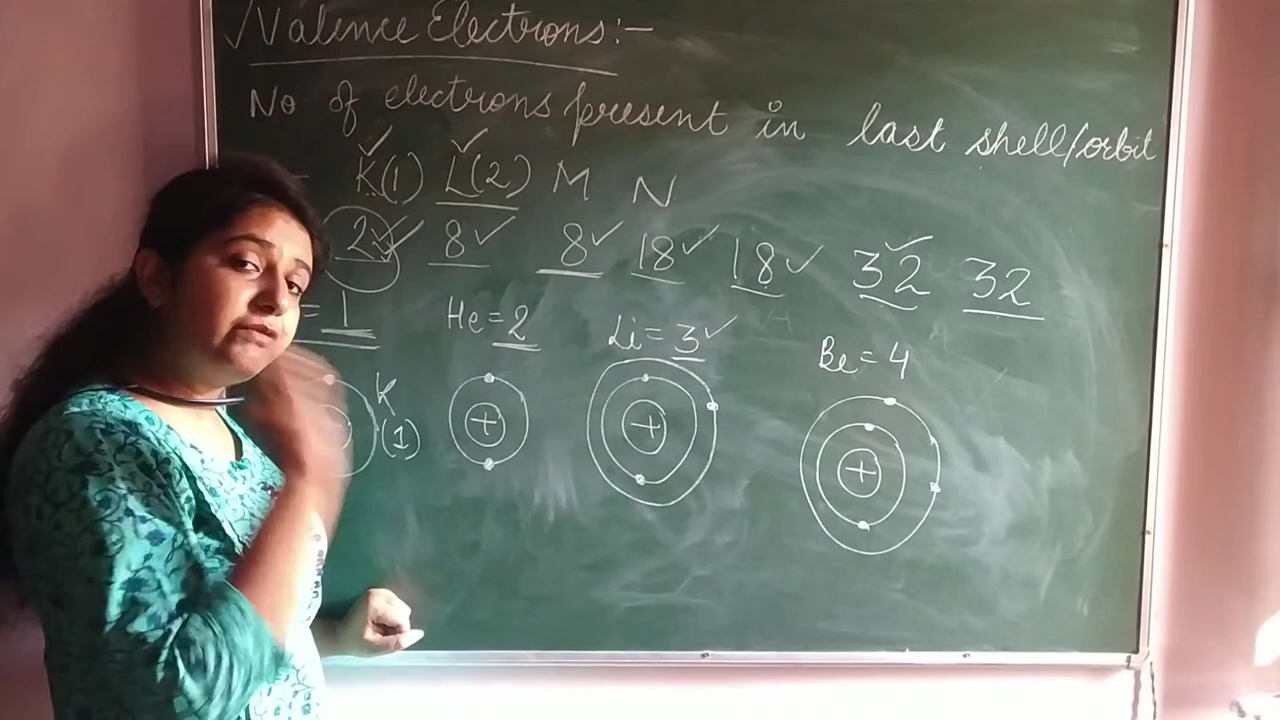 Valence Electrons:-
No of electrons present in last shell/orbit
K(1) L(2) M N
2 8 8 18 18 32 32
= 1 He = 2 Li = 3 Be = 4
K
(1)
+ + +